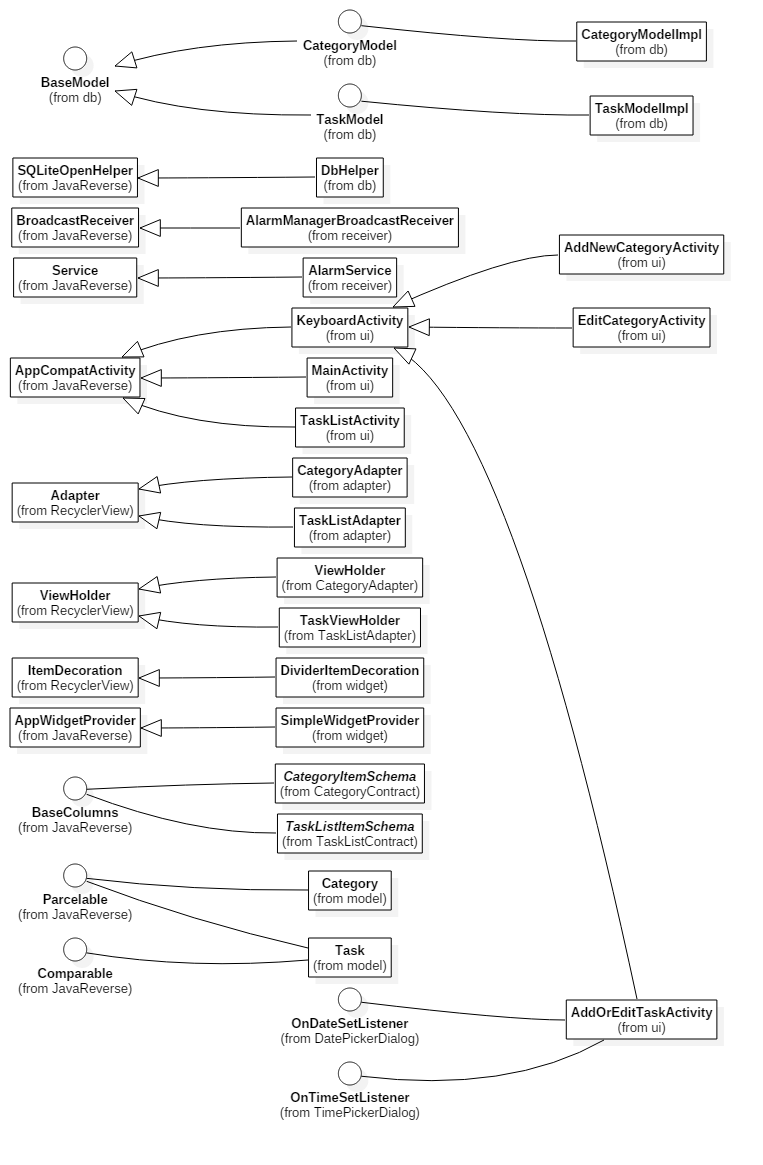 CategoryModel
(from db)
CategoryModelImpl
(from db)
BaseModel
(from db)
TaskModel
(from db)
TaskModelImpl
(from db)
SQLiteOpenHelper
(from JavaReverse)
DbHelper
(from db)
BroadcastReceiver
(from JavaReverse)
AlarmManagerBroadcastReceiver
(from receiver)
AddNewCategoryActivity
(from ui)
Service
(from JavaReverse)
AlarmService
(from receiver)
KeyboardActivity
(from ui)
EditCategoryActivity
(from ui)
AppCompatActivity
(from JavaReverse)
MainActivity
(from ui)
TaskListActivity
(from ui)
Adapter
(from RecyclerView)
CategoryAdapter
(from adapter)
TaskListAdapter
(from adapter)
ViewHolder
(from RecyclerView)
ViewHolder
(from CategoryAdapter)
TaskViewHolder
(from TaskListAdapter)
ItemDecoration
(from RecyclerView)
DividerItemDecoration
(from widget)
AppWidgetProvider
(from JavaReverse)
SimpleWidgetProvider
(from widget)
BaseColumns
(from JavaReverse)
CategoryItemSchema
(from CategoryContract)
TaskListItemSchema
(from TaskListContract)
Parcelable
(from JavaReverse)
Category
(from model)
Comparable
(from JavaReverse)
Task
(from model)
OnDateSetListener
(from DatePickerDialog)
AddOrEditTaskActivity
(from ui)
OnTimeSetListener
(from TimePickerDialog)